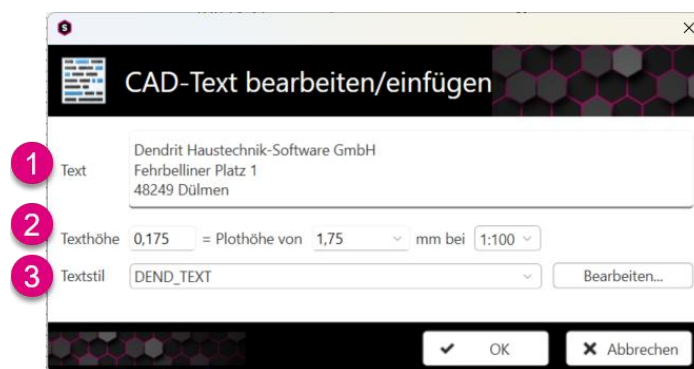 S
CAD-Text bearbeiten/einfügen
1 Text Dendrit Haustechnik-Software GmbH
Fehrbelliner Platz 1
48249 Dülmen
2 Texthöhe 0,175 = Plothöhe von 1,75 mm bei 1:100
3 Textstil DEND_TEXT Bearbeiten...
OK Abbrechen